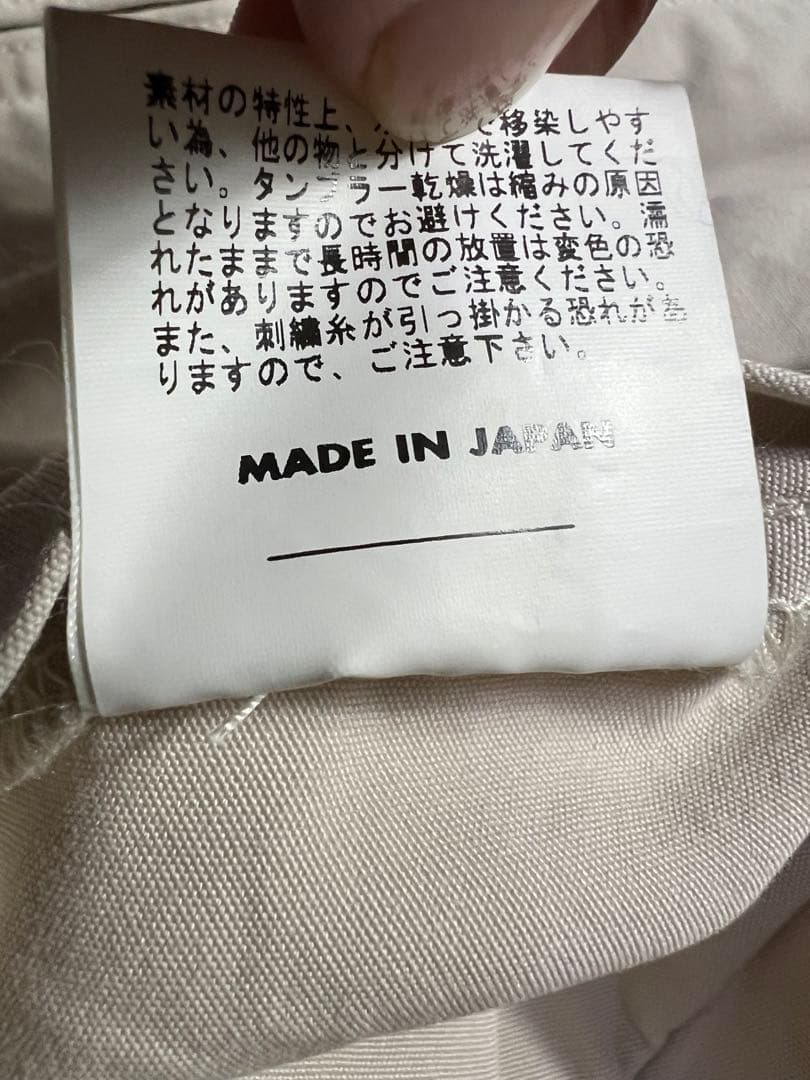 素材の特性上、水 で移染しやす
い為、他の物と分けて洗濯してくだ
さい。タンブラー乾燥は縮みの原因
となりますのでお避けください。濡
れたままで長時間の放置は変色の恐
れがありますのでご注意ください。
また、刺繍糸が引っ掛かる恐れがあ
りますので、ご注意下さい。
MADE IN JAPAN